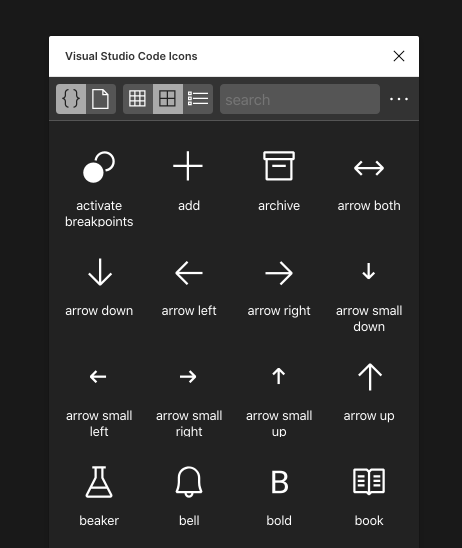 Visual Studio Code Icons
search
activate
breakpoints
add
archive
arrow both
arrow down
arrow left
arrow right
arrow small
down
arrow small
left
arrow small
right
arrow small
up
arrow up
beaker
bell
B
bold
book